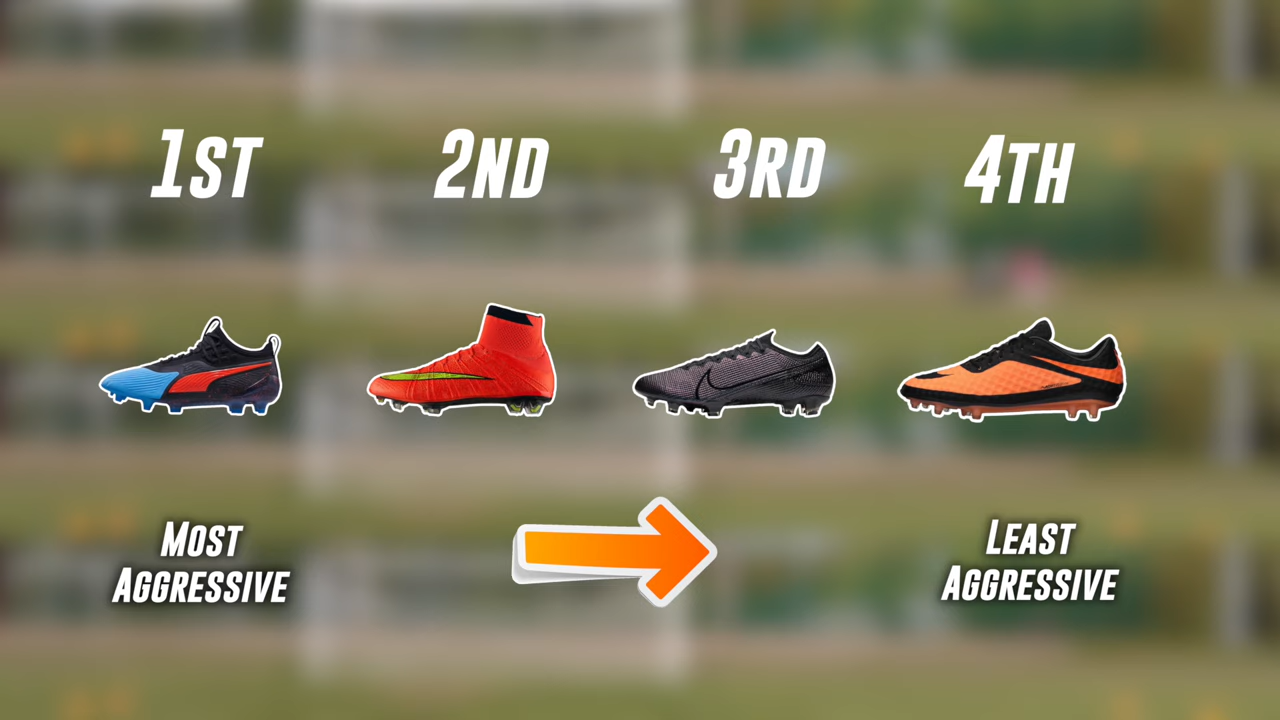 1ST
2ND
3RD
4TH
MOST
AGGRESSIVE
LEAST
AGGRESSIVE